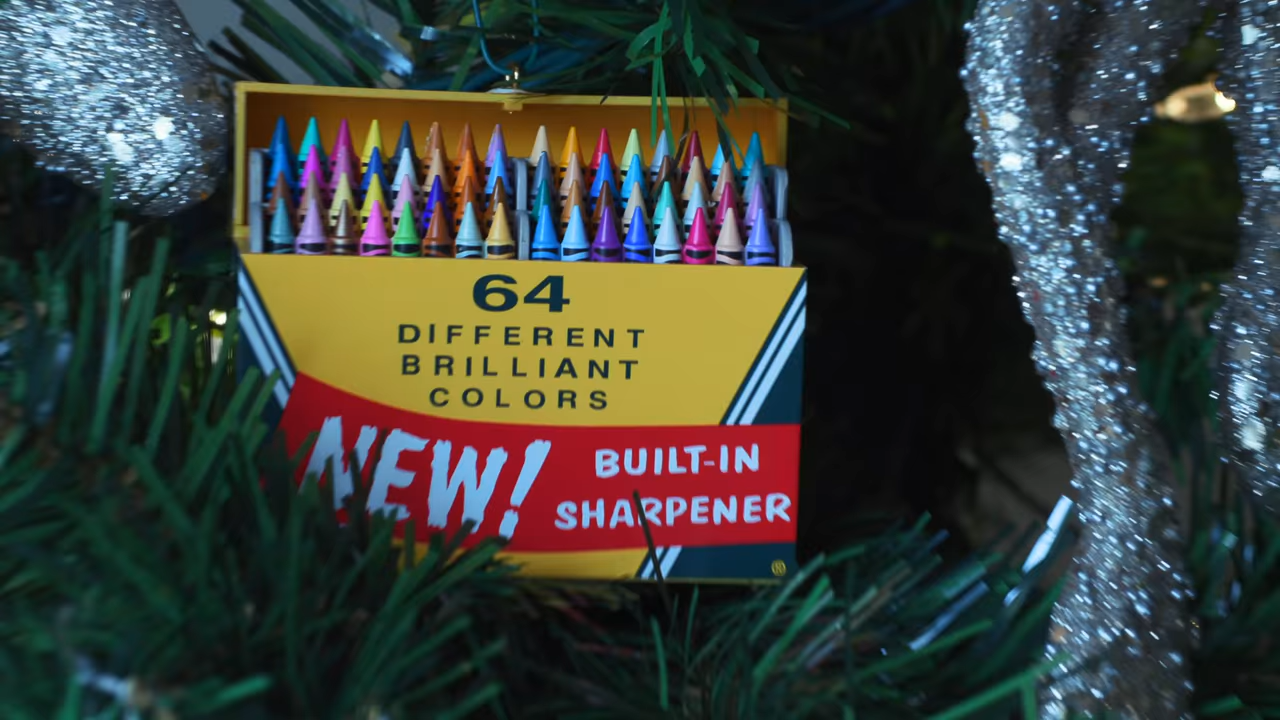 64
DIFFERENT
BRILLIANT
COLORS
NEW!
BUILT-IN
SHARPENER
®